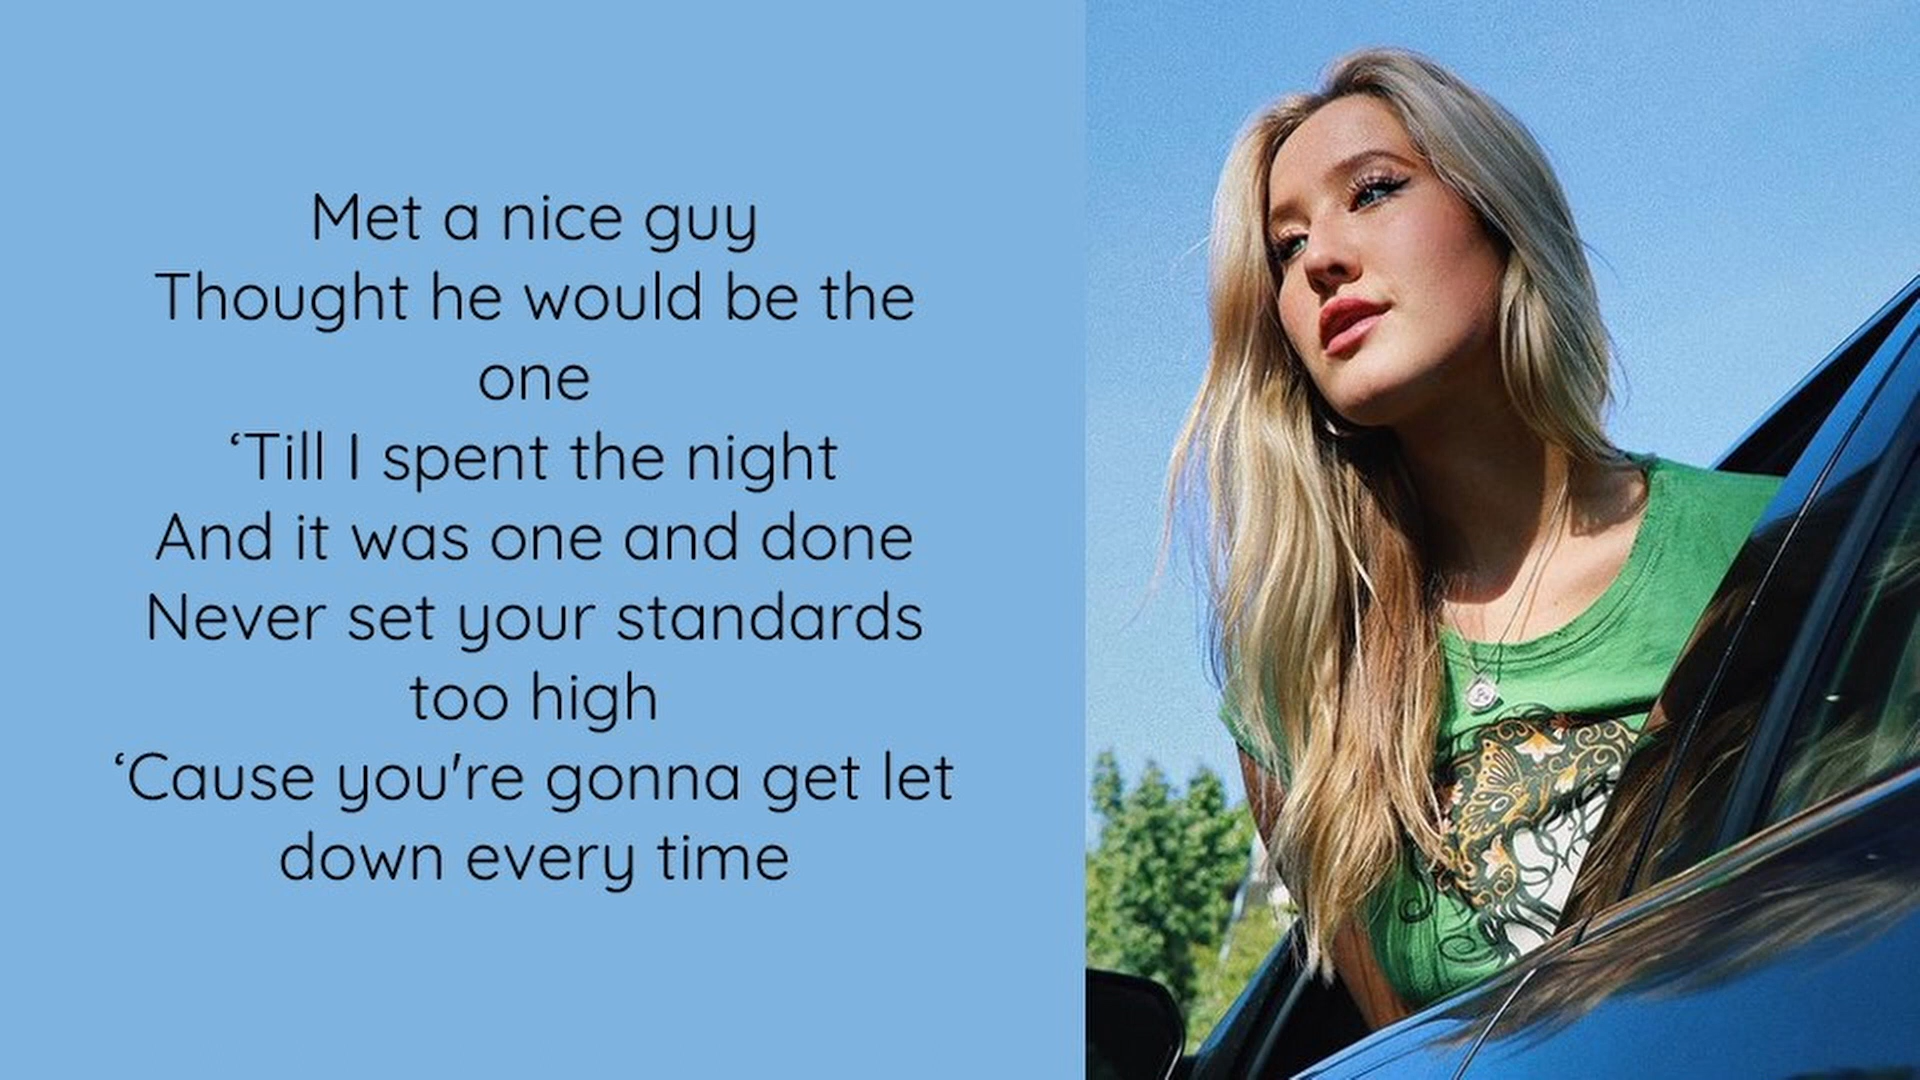 Met a nice guy
Thought he would be the
one
‘Till I spent the night
And it was one and done
Never set your standards
too high
‘Cause you're gonna get let
down every time